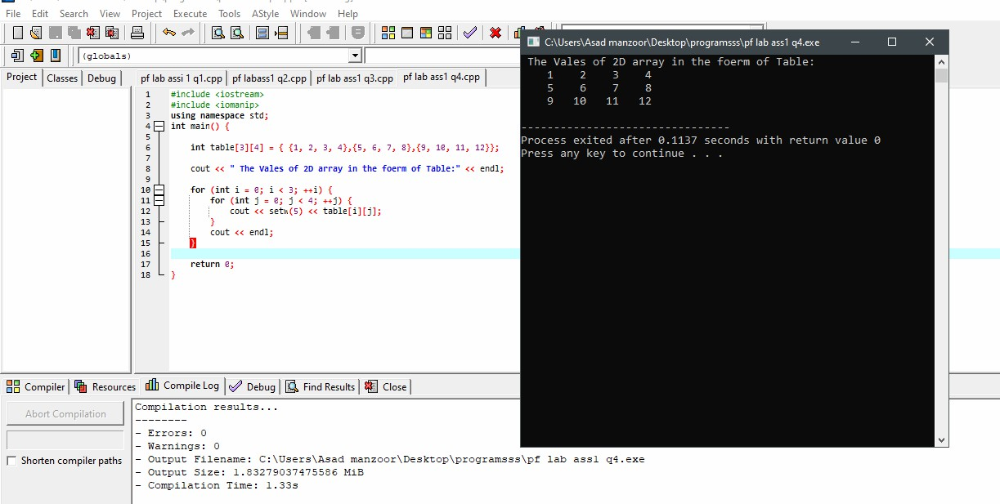 File Edit Search View Project Execute Tools AStyle Window Help
(globals)
Project Classes Debug
pf lab assi 1 q1.cpp pf labass1 q2.cpp pf lab ass1 q3.cpp pf lab ass1 q4.cpp
1 #include <iostream>
2 #include <iomanip>
3 using namespace std;
4 int main() {
5
6 int table[3][4] = { {1, 2, 3, 4},{5, 6, 7, 8},{9, 10, 11, 12}};
7
8 cout << " The Vales of 2D array in the foerm of Table:" << endl;
9
10 for (int i = 0; i < 3; ++i) {
11 for (int j = 0; j < 4; ++j) {
12 cout << setw(5) << table[i][j];
13 }
14 cout << endl;
15 }
16
17 return 0;
18 }
C:\Users\Asad manzoor\Desktop\programsss\pf lab ass1 q4.exe
The Vales of 2D array in the foerm of Table:
1 2 3 4
5 6 7 8
9 10 11 12
--------------------------------
Process exited after 0.1137 seconds with return value 0
Press any key to continue . . .
Compiler Resources Compile Log Debug Find Results Close
Abort Compilation
Shorten compiler paths
Compilation results...
--------
- Errors: 0
- Warnings: 0
- Output Filename: C:\Users\Asad manzoor\Desktop\programsss\pf lab ass1 q4.exe
- Output Size: 1.83279037475586 MiB
- Compilation Time: 1.33s